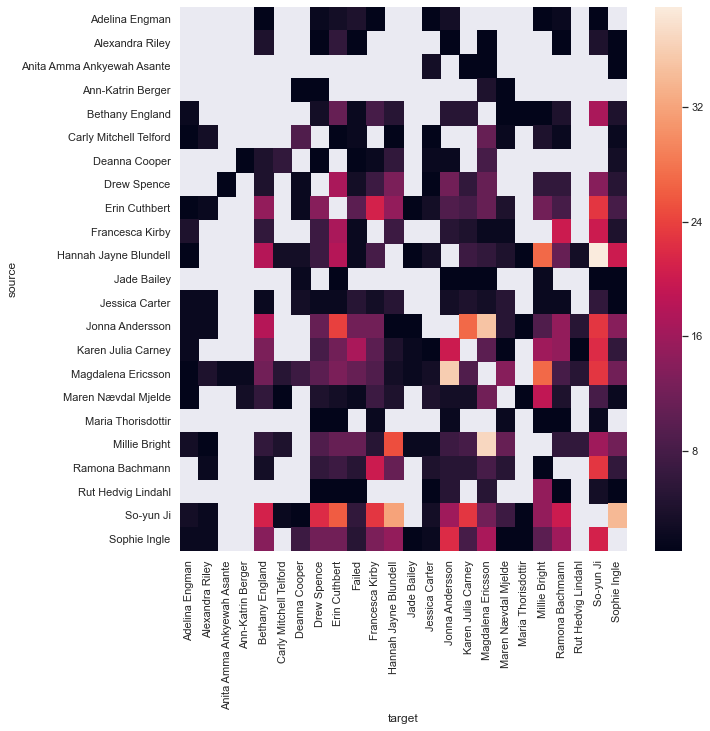 Adelina Engman
Alexandra Riley
Anita Amma Ankyewah Asante
Ann-Katrin Berger
Bethany England
Carly Mitchell Telford
Deanna Cooper
Drew Spence
Erin Cuthbert
Francesca Kirby
Hannah Jayne Blundell
Jade Bailey
Jessica Carter
Jonna Andersson
Karen Julia Carney
Magdalena Ericsson
Maren Nævdal Mjelde
Maria Thorisdottir
Millie Bright
Ramona Bachmann
Rut Hedvig Lindahl
So-yun Ji
Sophie Ingle
source
Adelina Engman
Alexandra Riley
Anita Amma Ankyewah Asante
Ann-Katrin Berger
Bethany England
Carly Mitchell Telford
Deanna Cooper
Drew Spence
Erin Cuthbert
Failed
Francesca Kirby
Hannah Jayne Blundell
Jade Bailey
Jessica Carter
Jonna Andersson
Karen Julia Carney
Magdalena Ericsson
Maren Nævdal Mjelde
Maria Thorisdottir
Millie Bright
Ramona Bachmann
Rut Hedvig Lindahl
So-yun Ji
Sophie Ingle
target
32
24
16
8